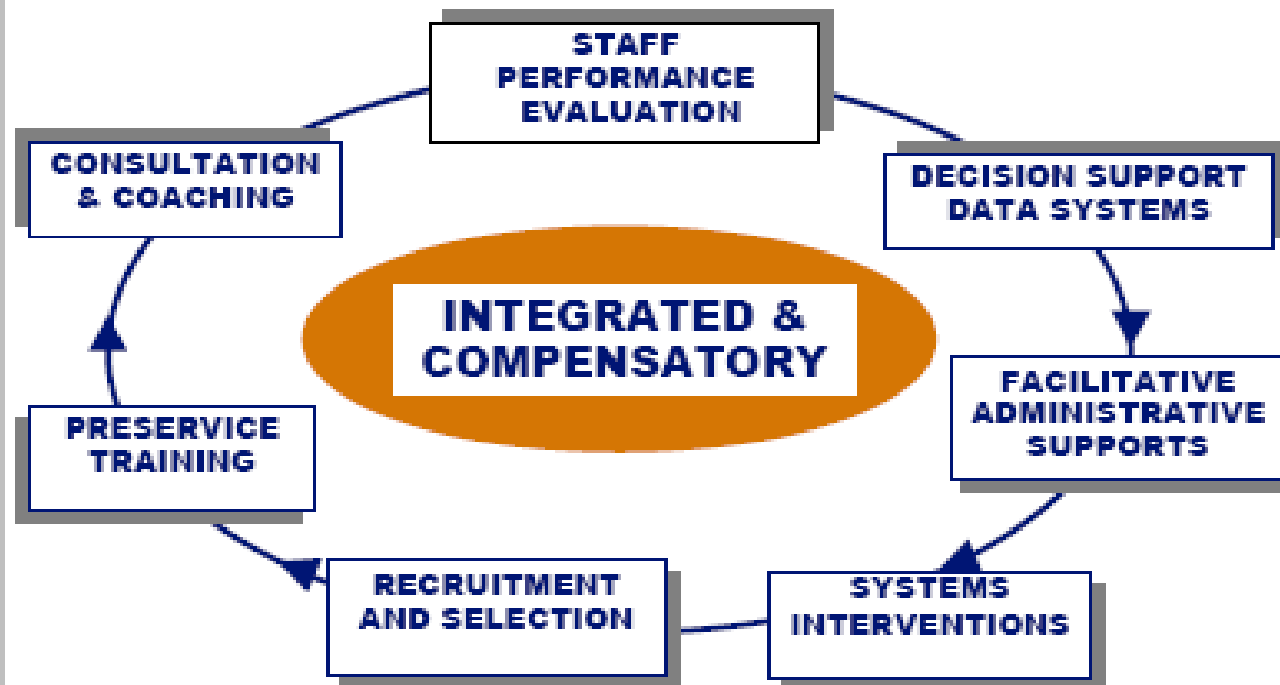 STAFF
PERFORMANCE
EVALUATION
CONSULTATION
& COACHING
DECISION SUPPORT
DATA SYSTEMS
INTEGRATED &
COMPENSATORY
FACILITATIVE
ADMINISTRATIVE
SUPPORTS
PRESERVICE
TRAINING
RECRUITMENT
AND SELECTION
SYSTEMS
INTERVENTIONS